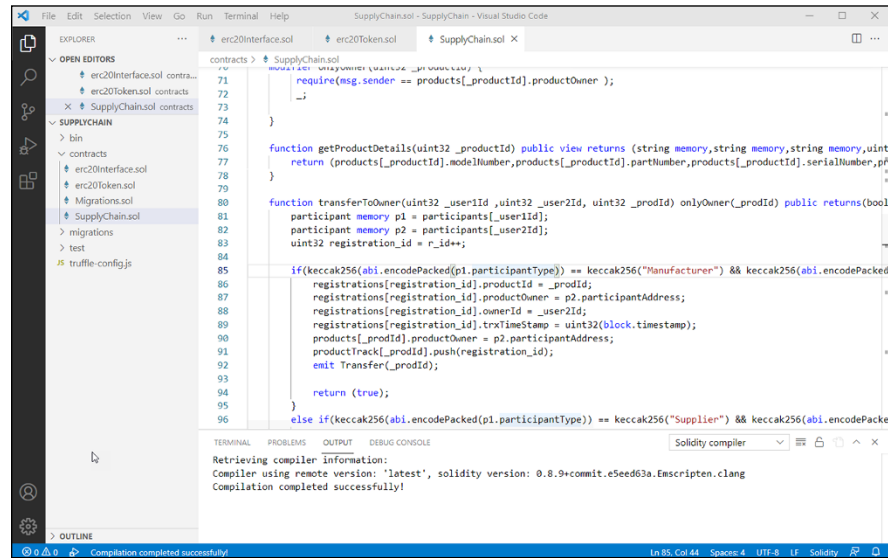 File Edit Selection View Go Run Terminal Help SupplyChain.sol - SupplyChain - Visual Studio Code
EXPLORER
OPEN EDITORS
erc20Interface.sol contra...
erc20Token.sol contracts
SupplyChain.sol contracts
SUPPLYCHAIN
bin
contracts
erc20Interface.sol
erc20Token.sol
Migrations.sol
SupplyChain.sol
migrations
test
JS truffle-config.js
OUTLINE
erc20Interface.sol erc20Token.sol SupplyChain.sol
contracts > SupplyChain.sol
70 modifier onlyOwner(uint32 _productId) {
71 require(msg.sender == products[_productId].productOwner );
72 _;
73
74 }
75
76 function getProductDetails(uint32 _productId) public view returns (string memory,string memory,string memory,uint
77 return (products[_productId].modelNumber,products[_productId].partNumber,products[_productId].serialNumber,pr
78 }
79
80 function transferToOwner(uint32 _user1Id ,uint32 _user2Id, uint32 _prodId) onlyOwner(_prodId) public returns(bool
81 participant memory p1 = participants[_user1Id];
82 participant memory p2 = participants[_user2Id];
83 uint32 registration_id = r_id++;
84
85 if(keccak256(abi.encodePacked(p1.participantType)) == keccak256("Manufacturer") && keccak256(abi.encodePacked
86 registrations[registration_id].productId = _prodId;
87 registrations[registration_id].productOwner = p2.participantAddress;
88 registrations[registration_id].ownerId = _user2Id;
89 registrations[registration_id].trxTimeStamp = uint32(block.timestamp);
90 products[_prodId].productOwner = p2.participantAddress;
91 productTrack[_prodId].push(registration_id);
92 emit Transfer(_prodId);
93
94 return (true);
95 }
96 else if(keccak256(abi.encodePacked(p1.participantType)) == keccak256("Supplier") && keccak256(abi.encodePacke
TERMINAL PROBLEMS OUTPUT DEBUG CONSOLE Solidity compiler
Retrieving compiler information:
Compiler using remote version: 'latest', solidity version: 0.8.9+commit.e5eed63a.Emscripten.clang
Compilation completed successfully!
0 0 Compilation completed successfully! Ln 85, Col 44 Spaces: 4 UTF-8 LF Solidity